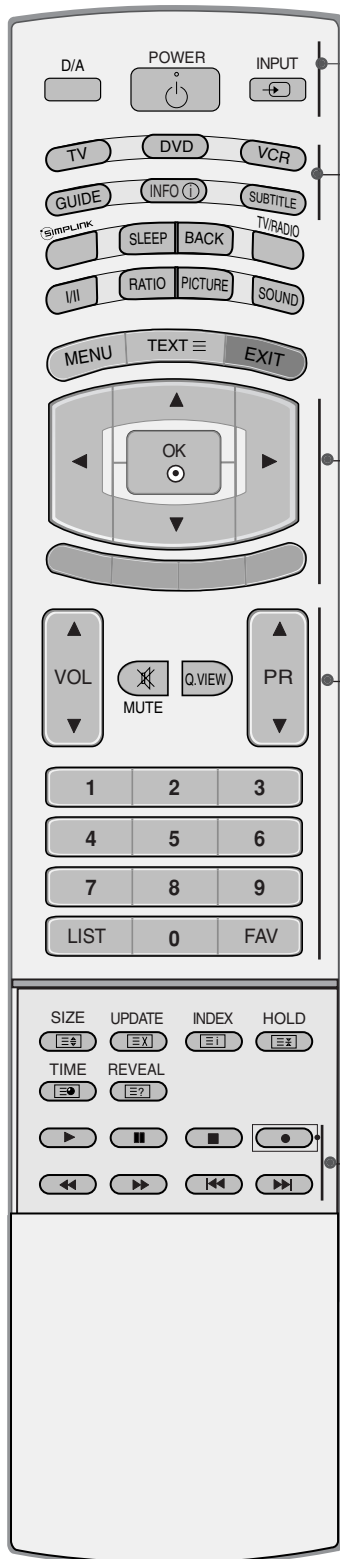 D/A POWER INPUT
TV DVD VCR
GUIDE INFO i SUBTITLE
SIMPLINK SLEEP BACK TV/RADIO
I/II RATIO PICTURE SOUND
MENU TEXT EXIT
OK
VOL MUTE Q.VIEW PR
1 2 3
4 5 6
7 8 9
LIST 0 FAV
SIZE UPDATE INDEX HOLD
TIME REVEAL